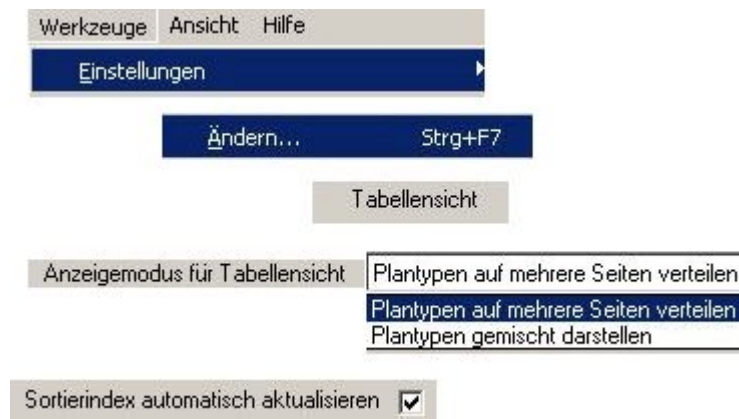 Werkzeuge Ansicht Hilfe
Einstellungen
Ändern... Strg+F7
Tabellensicht
Anzeigemodus für Tabellensicht Plantypen auf mehrere Seiten verteilen
Plantypen auf mehrere Seiten verteilen
Plantypen gemischt darstellen
Sortierindex automatisch aktualisieren